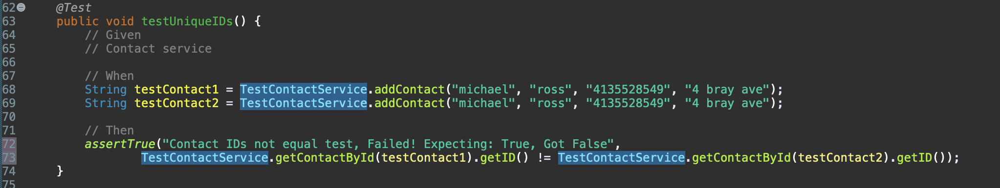 62 @Test
63 public void testUniqueIDs() {
64 // Given
65 // Contact service
66
67 // When
68 String testContact1 = TestContactService.addContact("michael", "ross", "4135528549", "4 bray ave");
69 String testContact2 = TestContactService.addContact("michael", "ross", "4135528549", "4 bray ave");
70
71 // Then
72 assertTrue("Contact IDs not equal test, Failed! Expecting: True, Got False",
73 TestContactService.getContactById(testContact1).getID() != TestContactService.getContactById(testContact2).getID());
74 }
75